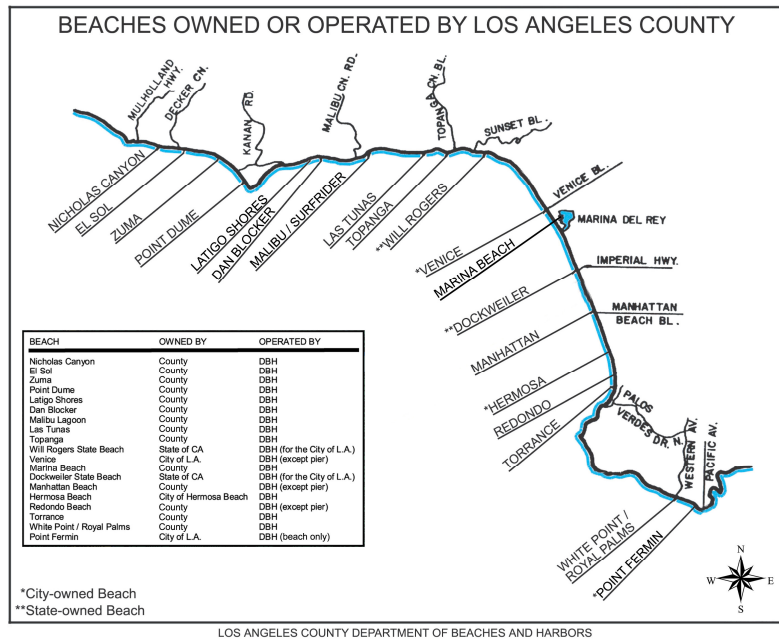 BEACHES OWNED OR OPERATED BY LOS ANGELES COUNTY
MULHOLLAND
HWY.
DECKER CN.
KANAN RD.
MALIBU CN. RD.
TOPANGA CN. BL.
SUNSET BL.
VENICE BL.
MARINA DEL REY
IMPERIAL HWY.
MANHATTAN
BEACH BL.
PALOS
VERDES DR. N.
WESTERN AV.
PACIFIC AV.
NICHOLAS CANYON
EL SOL
ZUMA
POINT DUME
LATIGO SHORES
DAN BLOCKER
MALIBU / SURFRIDER
LAS TUNAS
TOPANGA
**WILL ROGERS
*VENICE
MARINA BEACH
**DOCKWEILER
MANHATTAN
*HERMOSA
REDONDO
TORRANCE
WHITE POINT /
ROYAL PALMS
*POINT FERMIN
BEACH OWNED BY OPERATED BY
Nicholas Canyon County DBH
El Sol County DBH
Zuma County DBH
Point Dume County DBH
Latigo Shores County DBH
Dan Blocker County DBH
Malibu Lagoon County DBH
Las Tunas County DBH
Topanga County DBH
Will Rogers State Beach State of CA DBH (for the City of L.A.)
Venice City of L.A. DBH (except pier)
Marina Beach County DBH
Dockweiler State Beach State of CA DBH (for the City of L.A.)
Manhattan Beach County DBH (except pier)
Hermosa Beach City of Hermosa Beach DBH
Redondo Beach County DBH (except pier)
Torrance County DBH
White Point / Royal Palms County DBH
Point Fermin City of L.A. DBH (beach only)
N
W E
S
*City-owned Beach
**State-owned Beach
LOS ANGELES COUNTY DEPARTMENT OF BEACHES AND HARBORS